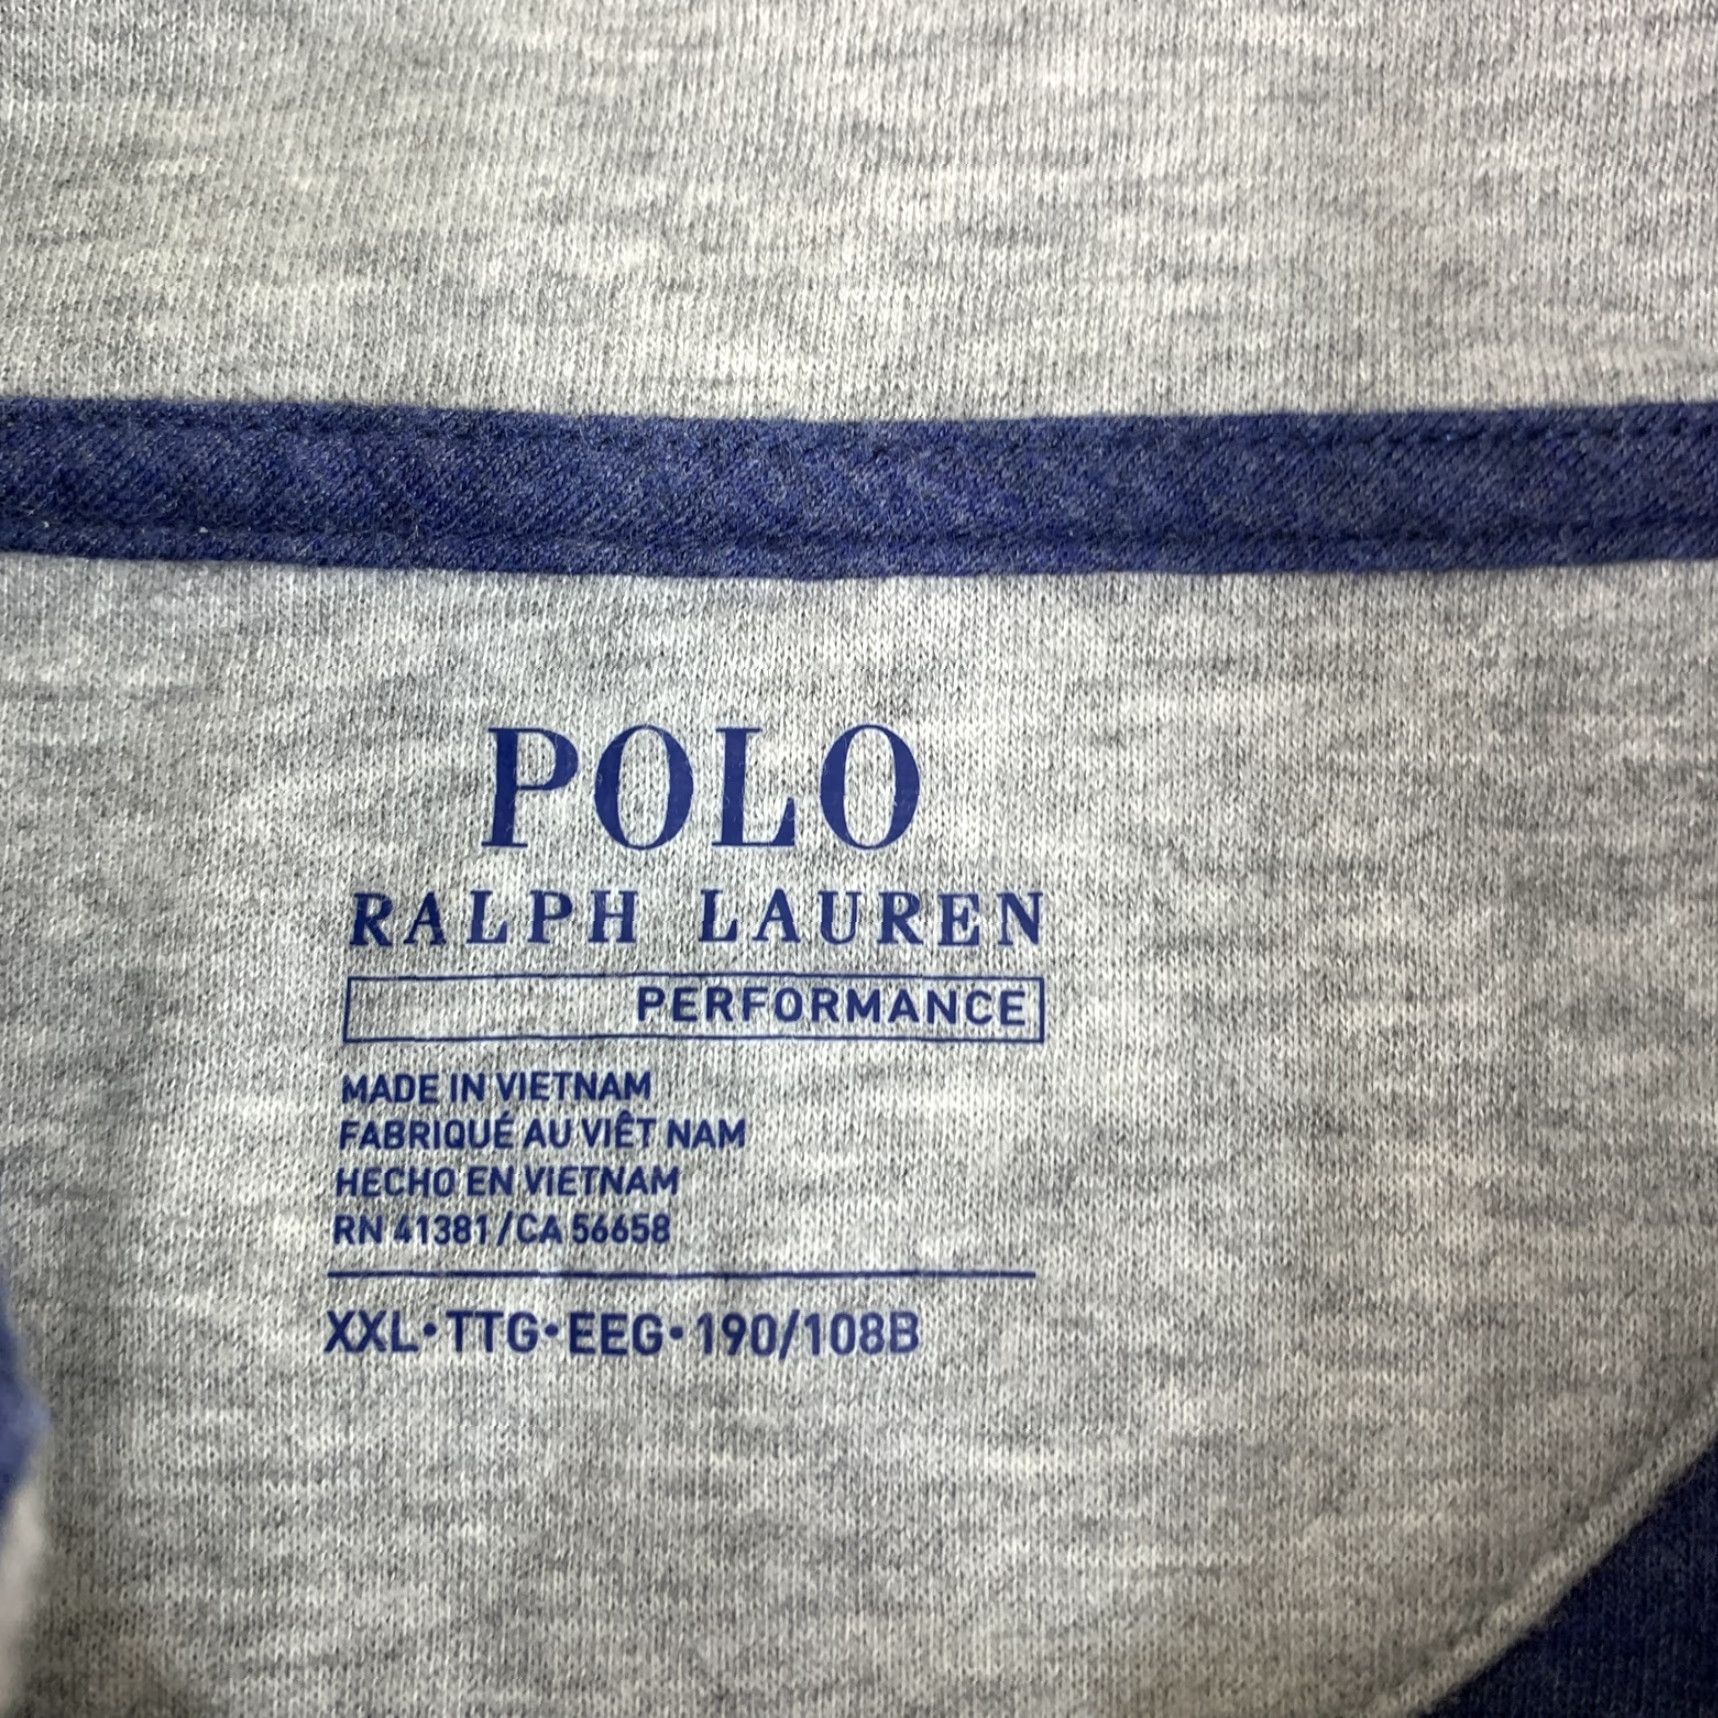 POLO
RALPH LAUREN
PERFORMANCE
MADE IN VIETNAM
FABRIQUÉ AU VIÊT NAM
HECHO EN VIETNAM
RN 41381/CA 56658
XXL•TTG•EEG•190/108B